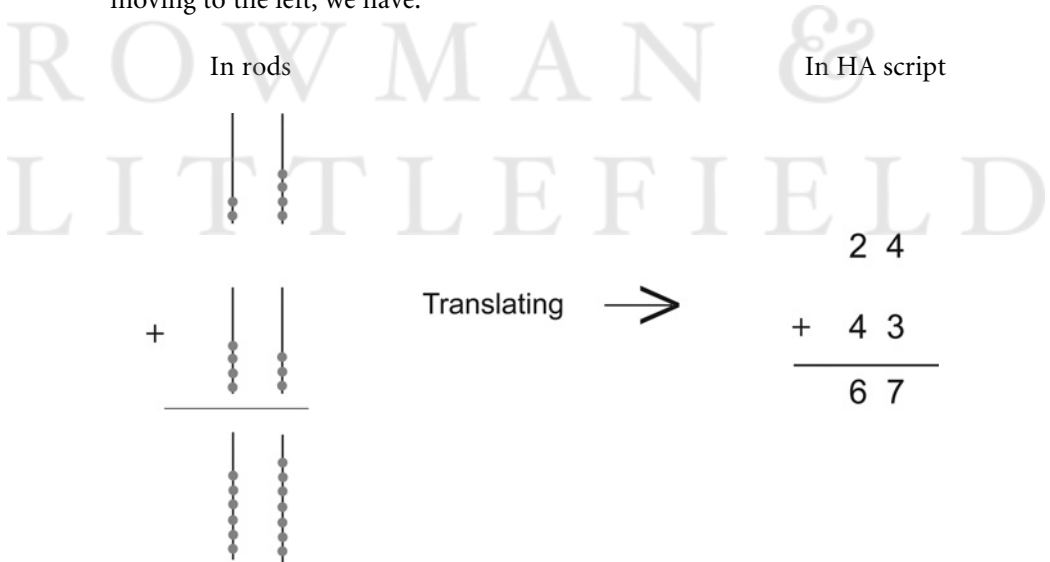 moving to the left, we have:
ROWMAN &
In rods In HA script
LITTLEFIELD
2 4
Translating
+ + 4 3
6 7